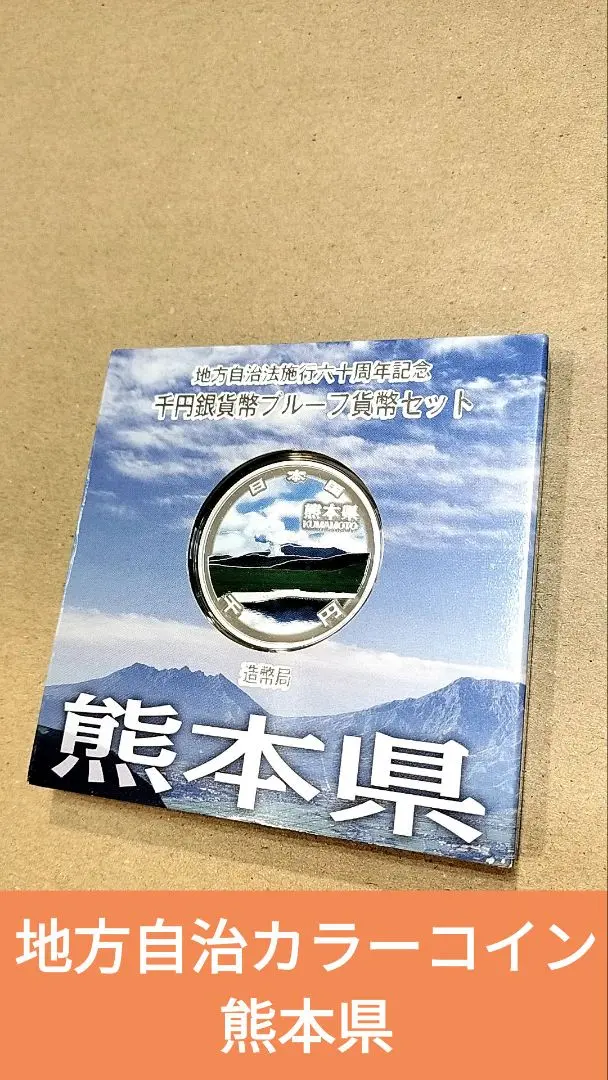 地方自治法施行六十周年記念
千円銀貨幣プルーフ貨幣セット
日本国
熊本県
KUMAMOTO
千円
造幣局
熊本県
地方自治カラーコイン
熊本県